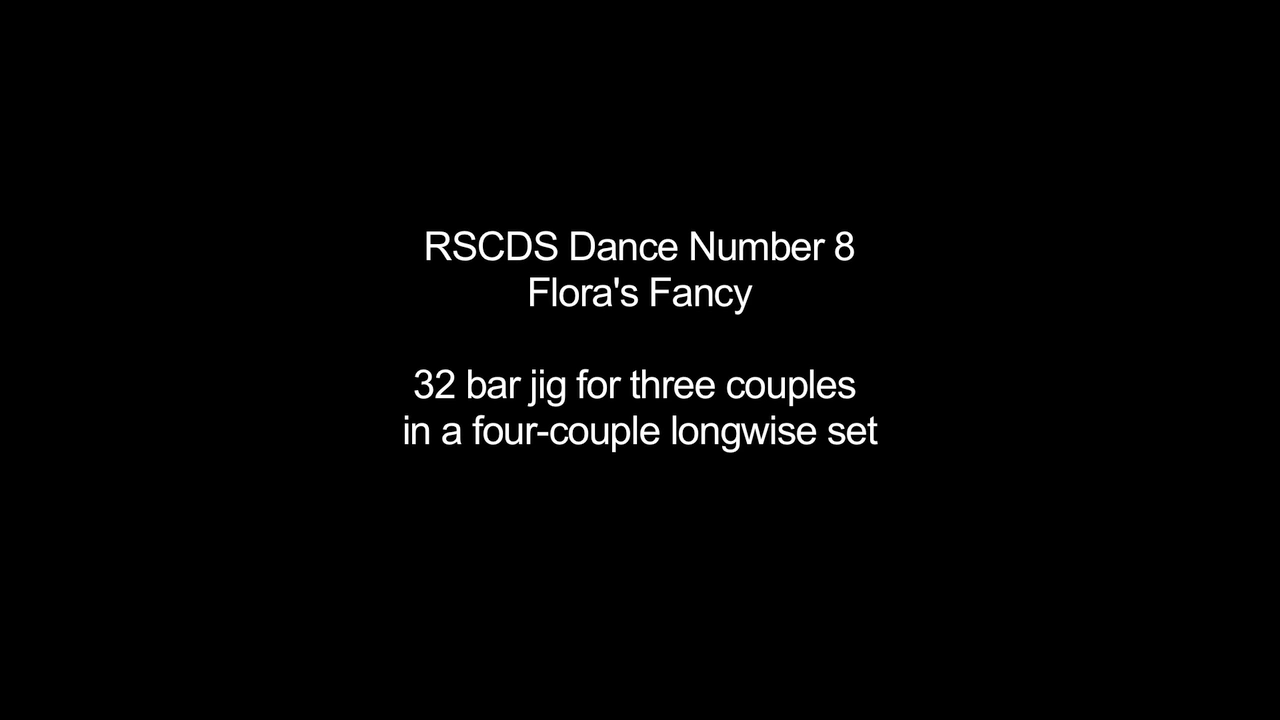 RSCDS Dance Number 8
Flora's Fancy
32 bar jig for three couples
in a four-couple longwise set